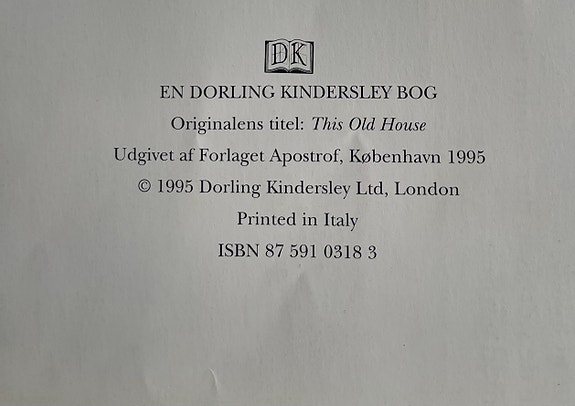 DK
EN DORLING KINDERSLEY BOG
Originalens titel: This Old House
Udgivet af Forlaget Apostrof, København 1995
© 1995 Dorling Kindersley Ltd, London
Printed in Italy
ISBN 87 591 0318 3